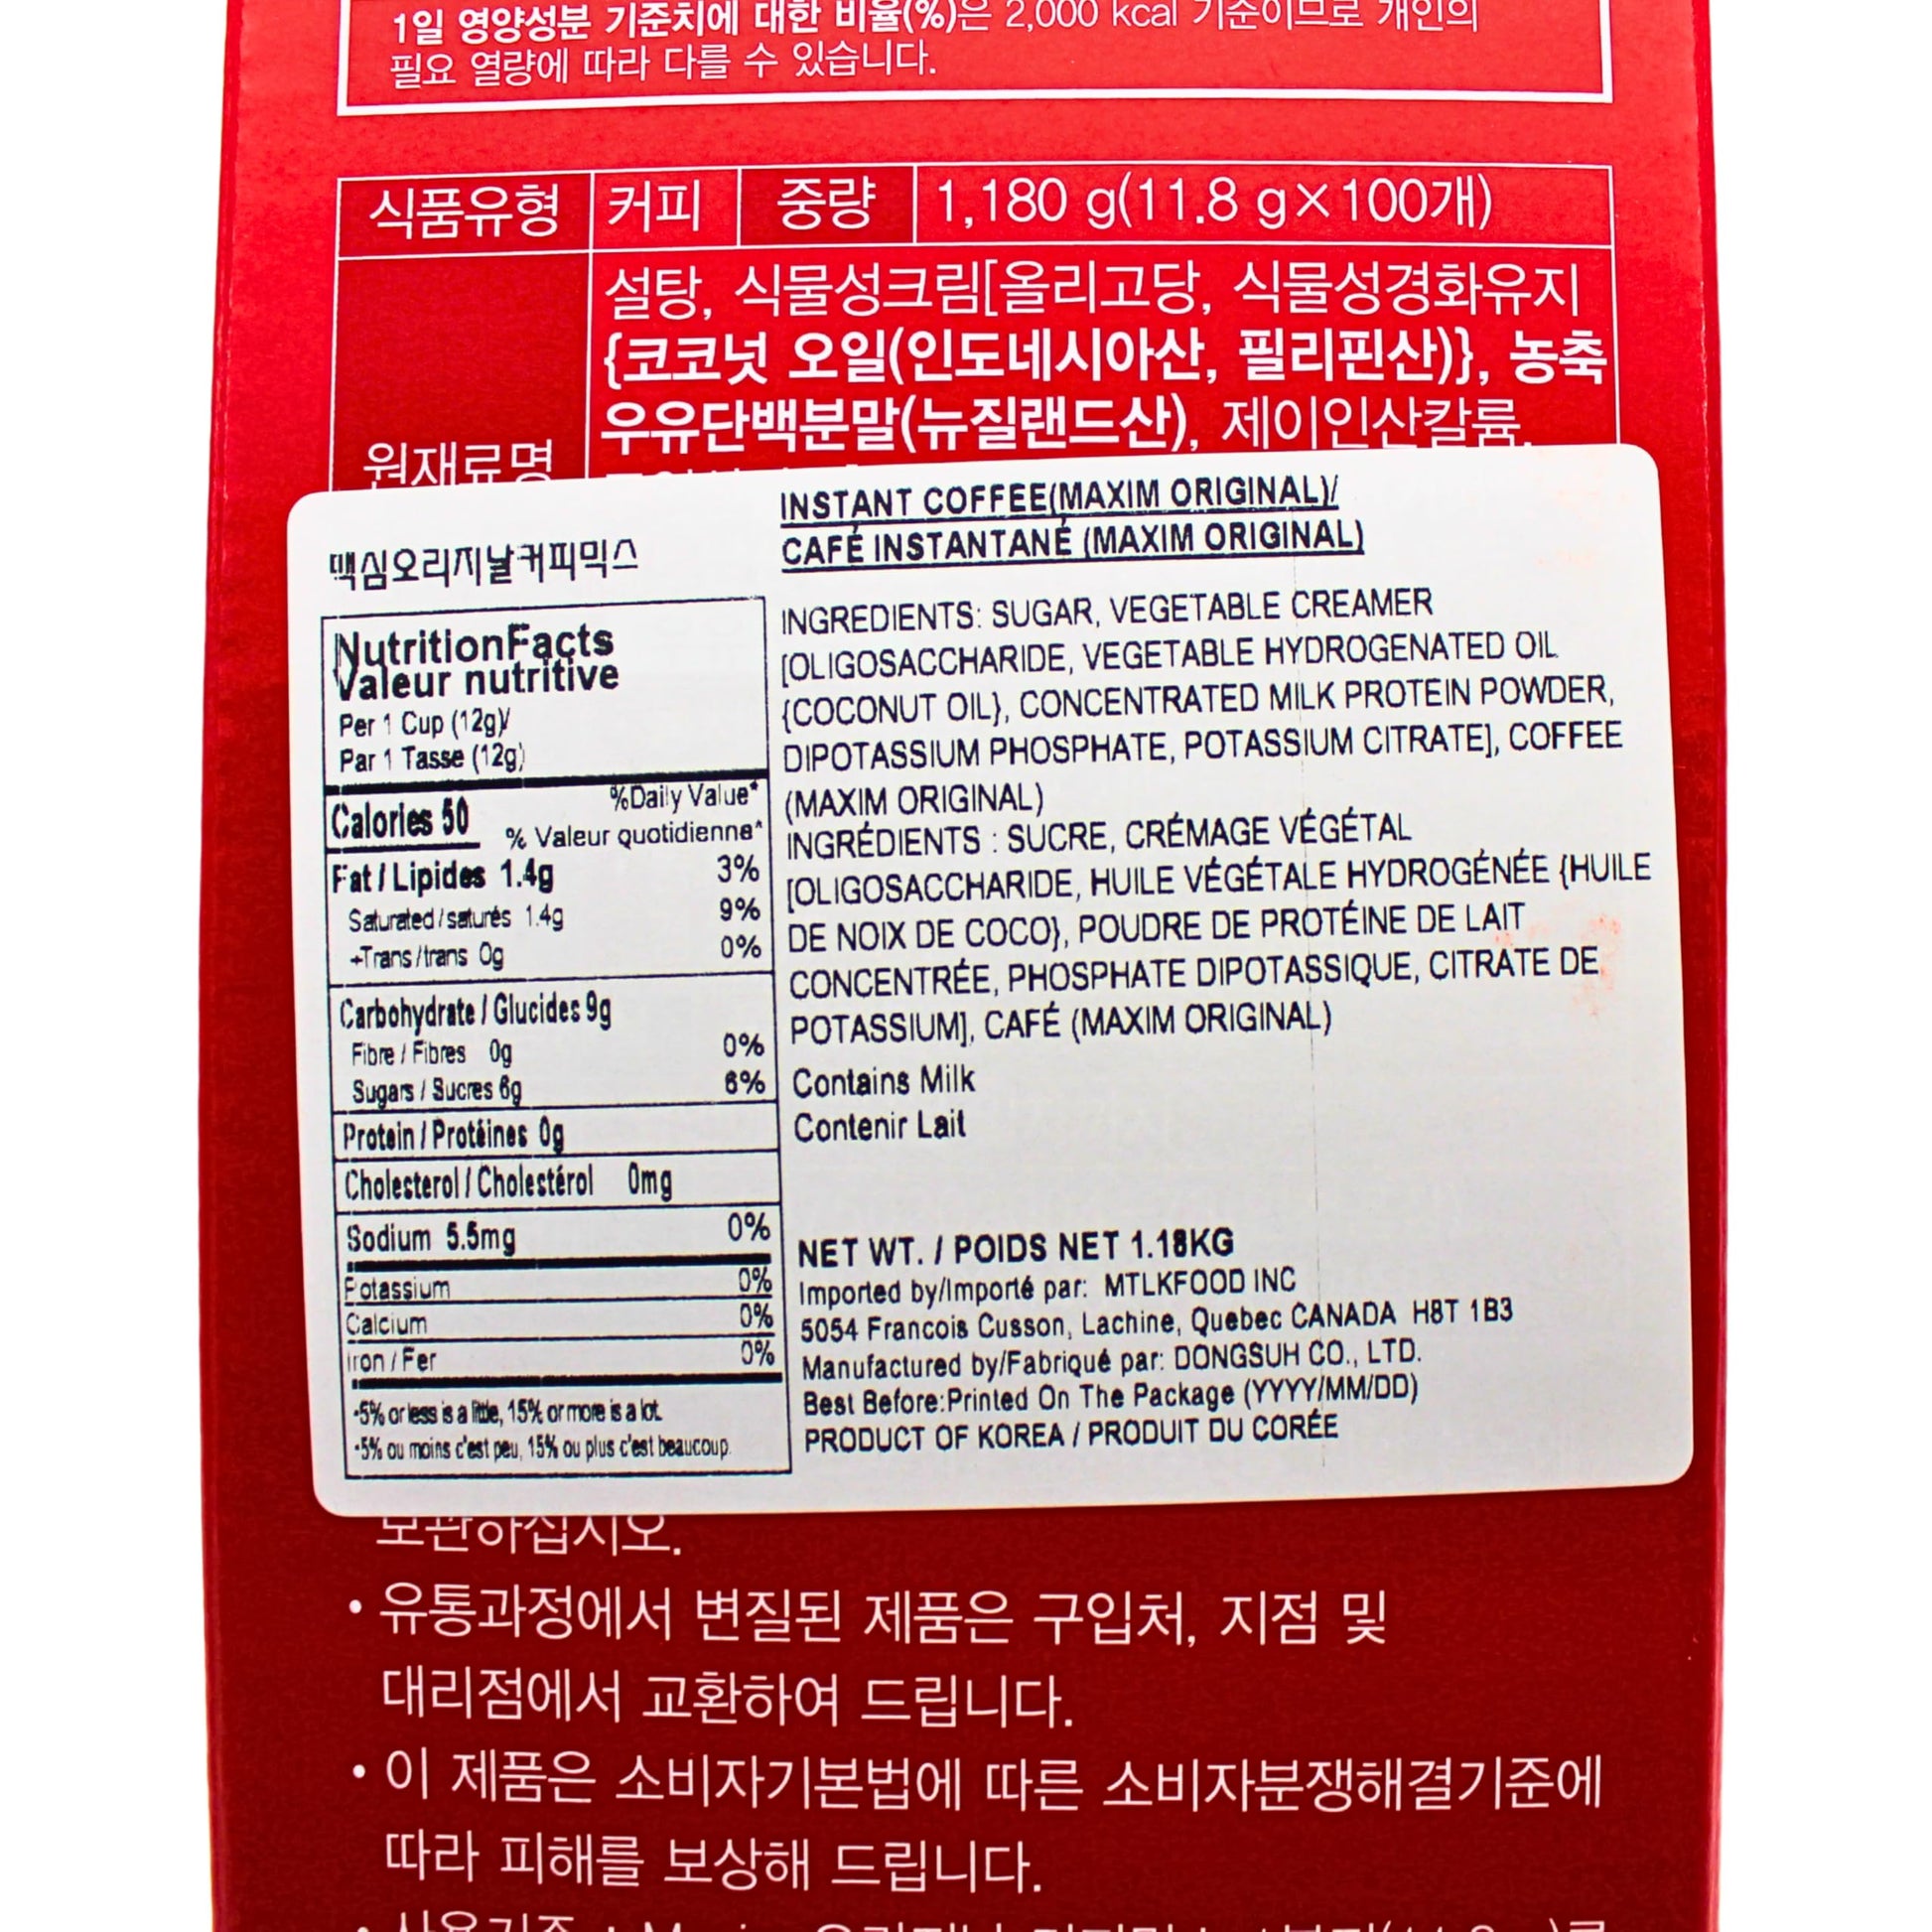 1일 영양성분 기준치에 대한 비율(%)은 2,000 kcal 기준이므로 개인의
필요 열량에 따라 다를 수 있습니다.
식품유형 커피 중량 1,180 g(11.8 g×100개)
원재료명
설탕, 식물성크림[올리고당, 식물성경화유지
{코코넛 오일(인도네시아산, 필리핀산)}, 농축
우유단백분말(뉴질랜드산), 제이인산칼륨,
맥심오리지날커피믹스
NutritionFacts
Valeur nutritive
Per 1 Cup (12g)/
Par 1 Tasse (12g)
Calories 50 %Daily Value*
% Valeur quotidienne*
Fat / Lipides 1.4g 3%
Saturated / saturés 1.4g 9%
+Trans / trans 0g 0%
Carbohydrate / Glucides 9g
Fibre / Fibres 0g 0%
Sugars / Sucres 6g 6%
Protein / Protéines 0g
Cholesterol / Cholestérol 0mg
Sodium 5.5mg 0%
Potassium 0%
Calcium 0%
Iron / Fer 0%
*5% or less is a little, 15% or more is a lot.
*5% ou moins c'est peu, 15% ou plus c'est beaucoup.
INSTANT COFFEE(MAXIM ORIGINAL)/
CAFÉ INSTANTANÉ (MAXIM ORIGINAL)
INGREDIENTS: SUGAR, VEGETABLE CREAMER
[OLIGOSACCHARIDE, VEGETABLE HYDROGENATED OIL
{COCONUT OIL}, CONCENTRATED MILK PROTEIN POWDER,
DIPOTASSIUM PHOSPHATE, POTASSIUM CITRATE], COFFEE
(MAXIM ORIGINAL)
INGRÉDIENTS : SUCRE, CRÉMAGE VÉGÉTAL
[OLIGOSACCHARIDE, HUILE VÉGÉTALE HYDROGÉNÉE {HUILE
DE NOIX DE COCO}, POUDRE DE PROTÉINE DE LAIT
CONCENTRÉE, PHOSPHATE DIPOTASSIQUE, CITRATE DE
POTASSIUM], CAFÉ (MAXIM ORIGINAL)
Contains Milk
Contenir Lait
NET WT. / POIDS NET 1.18KG
Imported by/Importé par: MTLKFOOD INC
5054 Francois Cusson, Lachine, Quebec CANADA H8T 1B3
Manufactured by/Fabriqué par: DONGSUH CO., LTD.
Best Before:Printed On The Package (YYYY/MM/DD)
PRODUCT OF KOREA / PRODUIT DU CORÉE
보관하십시오.
• 유통과정에서 변질된 제품은 구입처, 지점 및
대리점에서 교환하여 드립니다.
• 이 제품은 소비자기본법에 따른 소비자분쟁해결기준에
따라 피해를 보상해 드립니다.